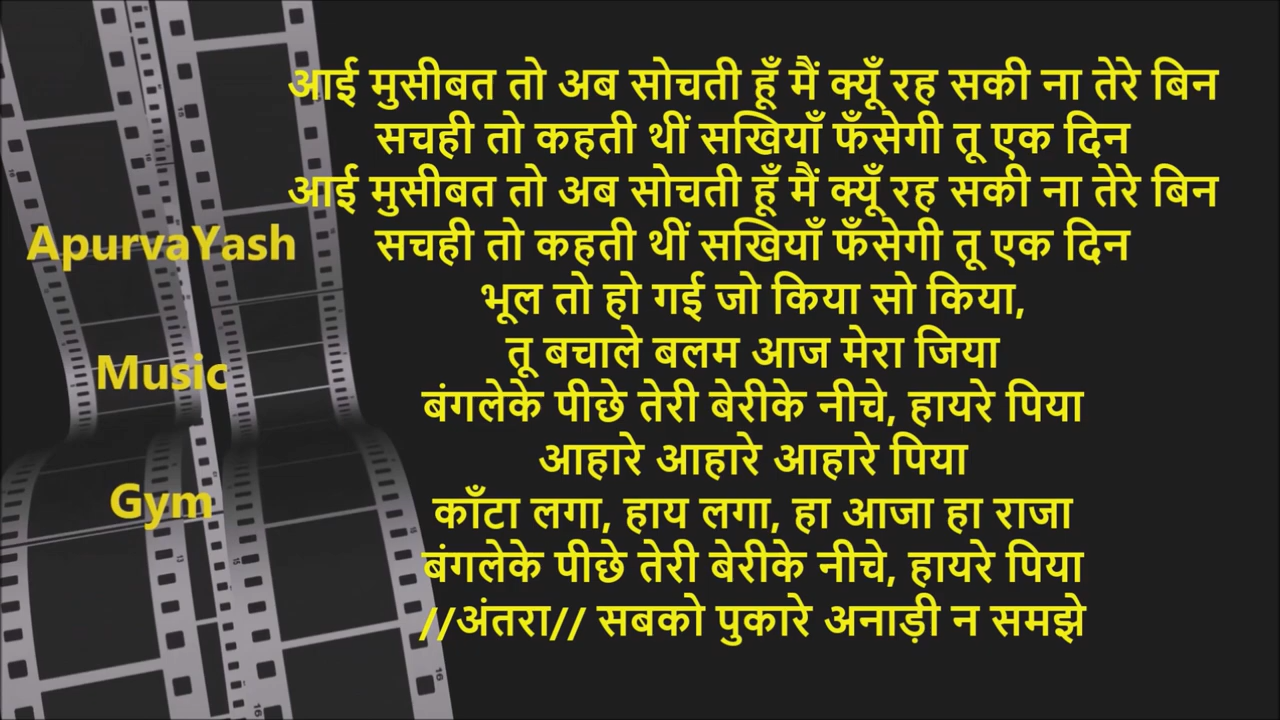 आई मुसीबत तो अब सोचती हूँ मैं क्यूँ रह सकी ना तेरे बिन
सचही तो कहती थीं सखियाँ फँसेगी तू एक दिन
आई मुसीबत तो अब सोचती हूँ मैं क्यूँ रह सकी ना तेरे बिन
सचही तो कहती थीं सखियाँ फँसेगी तू एक दिन
भूल तो हो गई जो किया सो किया,
तू बचाले बलम आज मेरा जिया
बंगलेके पीछे तेरी बेरीके नीचे, हायरे पिया
आहारे आहारे आहारे पिया
काँटा लगा, हाय लगा, हा आजा हा राजा
बंगलेके पीछे तेरी बेरीके नीचे, हायरे पिया
//अंतरा// सबको पुकारे अनाड़ी न समझे
ApurvaYash
Music
Gym